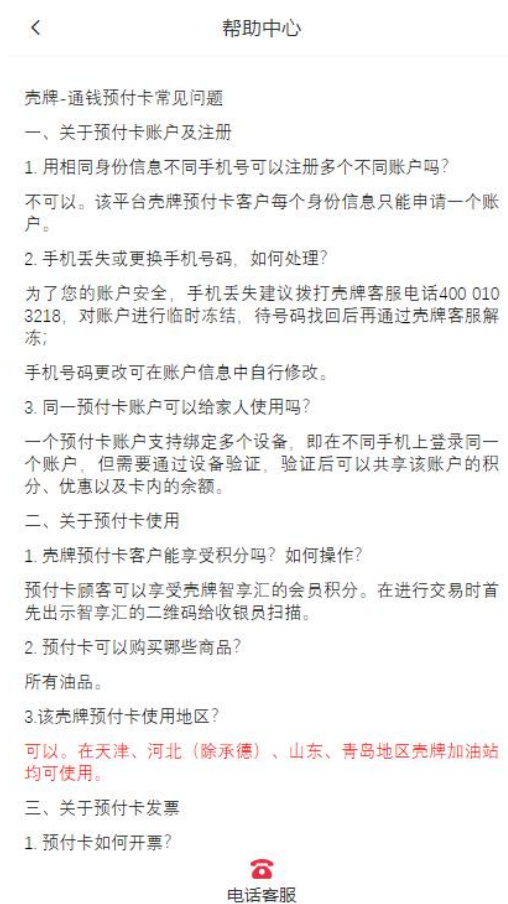 帮助中心
壳牌-通钱预付卡常见问题
一、关于预付卡账户及注册
1. 用相同身份信息不同手机号可以注册多个不同账户吗?
不可以。该平台壳牌预付卡客户每个身份信息只能申请一个账
户。
2. 手机丢失或更换手机号码，如何处理?
为了您的账户安全，手机丢失建议拨打壳牌客服电话400 010
3218，对账户进行临时冻结，待号码找回后再通过壳牌客服解
冻;
手机号码更改可在账户信息中自行修改。
3. 同一预付卡账户可以给家人使用吗?
一个预付卡账户支持绑定多个设备，即在不同手机上登录同一
个账户，但需要通过设备验证，验证后可以共享该账户的积
分、优惠以及卡内的余额。
二、关于预付卡使用
1. 壳牌预付卡客户能享受积分吗? 如何操作?
预付卡顾客可以享受壳牌智享汇的会员积分。在进行交易时首
先出示智享汇的二维码给收银员扫描。
2. 预付卡可以购买哪些商品?
所有油品。
3.该壳牌预付卡使用地区?
可以。在天津、河北（除承德）、山东、青岛地区壳牌加油站
均可使用。
三、关于预付卡发票
1. 预付卡如何开票?
电话客服